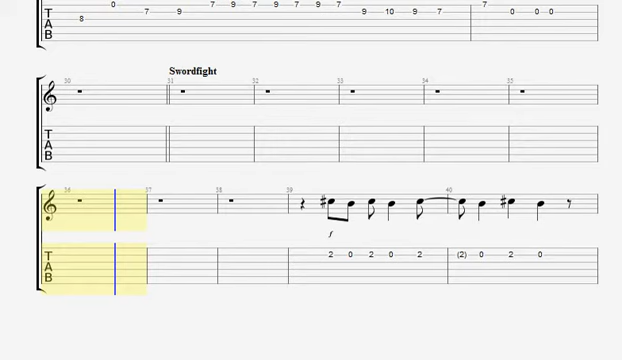 0 7 9 7 9 7 9 7 7
T 8 7 9 9 10 9 7 0 0 0
A
B
30 Swordfight 31 32 33 34 35
T
A
B
36 37 38 39 40
f
T 2 0 2 0 2 (2) 0 2 0
A
B